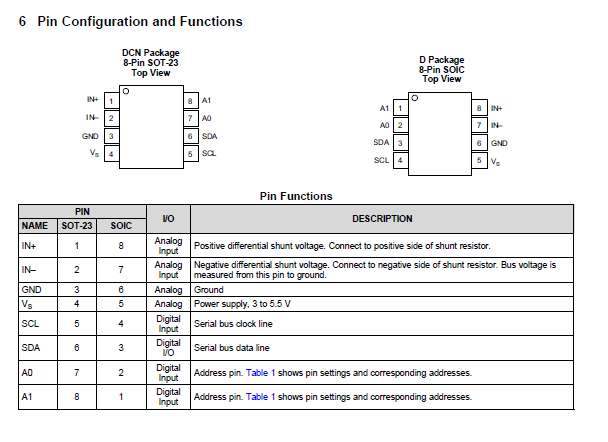 6 Pin Configuration and Functions
DCN Package
8-Pin SOT-23
Top View
IN+ 1 8 A1
IN– 2 7 A0
GND 3 6 SDA
VS 4 5 SCL
D Package
8-Pin SOIC
Top View
A1 1 8 IN+
A0 2 7 IN–
SDA 3 6 GND
SCL 4 5 VS
Pin Functions
PIN I/O DESCRIPTION
NAME SOT-23 SOIC
IN+ 1 8 Analog Input Positive differential shunt voltage. Connect to positive side of shunt resistor.
IN– 2 7 Analog Input Negative differential shunt voltage. Connect to negative side of shunt resistor. Bus voltage is
measured from this pin to ground.
GND 3 6 Analog Ground
VS 4 5 Analog Power supply, 3 to 5.5 V
SCL 5 4 Digital Input Serial bus clock line
SDA 6 3 Digital I/O Serial bus data line
A0 7 2 Digital Input Address pin. Table 1 shows pin settings and corresponding addresses.
A1 8 1 Digital Input Address pin. Table 1 shows pin settings and corresponding addresses.